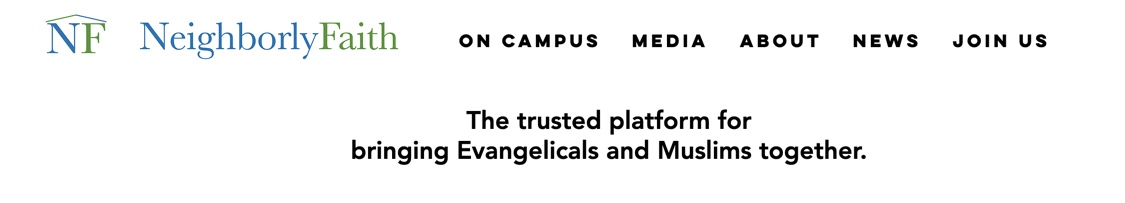 NF NeighborlyFaith ON CAMPUS MEDIA ABOUT NEWS JOIN US
The trusted platform for
bringing Evangelicals and Muslims together.